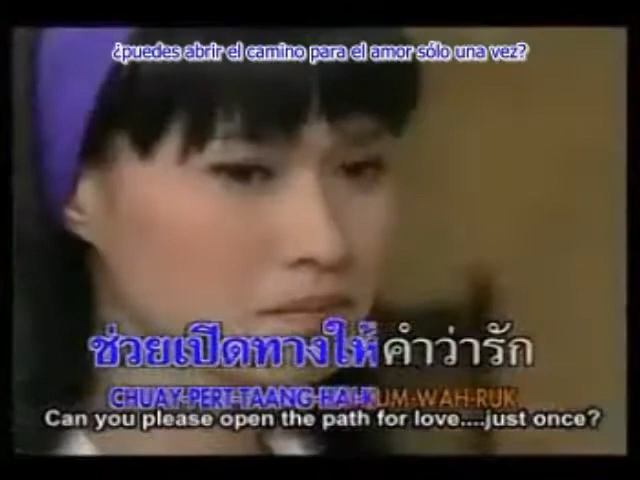 ¿puedes abrir el camino para el amor sólo una vez?
ช่วยเปิดทางให้คำว่ารัก
CHUAY-PERT-TAANG-HAI-KUM-WAH-RUK
Can you please open the path for love....just once?